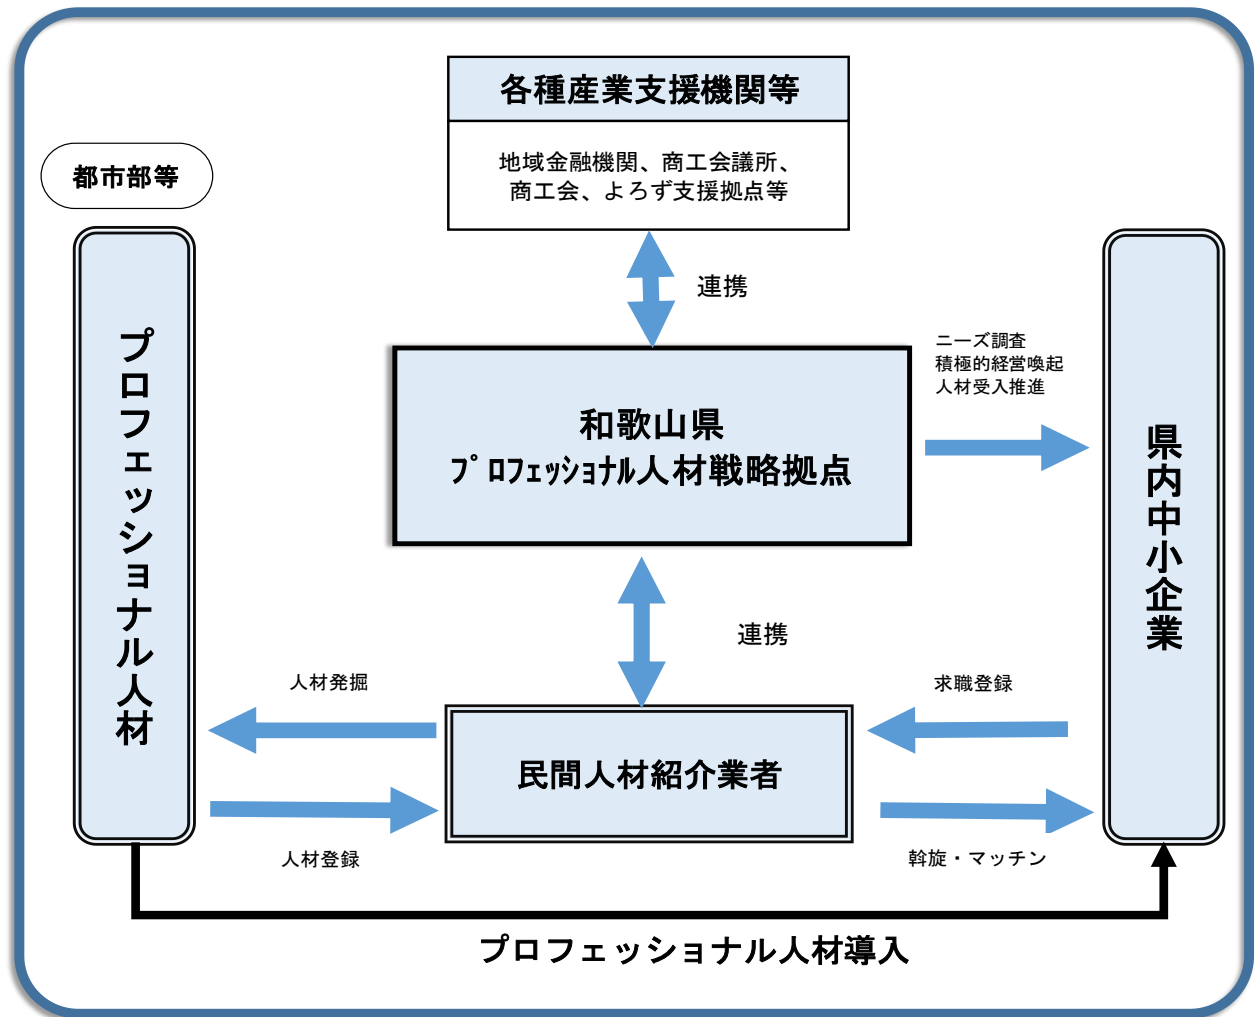 各種産業支援機関等
地域金融機関、商工会議所、
商工会、よろず支援拠点等
都市部等
連携
プロフェッショナル人材
ニーズ調査
積極的経営喚起
人材受入推進
和歌山県
ﾌﾟﾛﾌｪｯｼｮﾅﾙ人材戦略拠点
県内中小企業
連携
人材発掘
求職登録
民間人材紹介業者
人材登録
斡旋・マッチン
プロフェッショナル人材導入